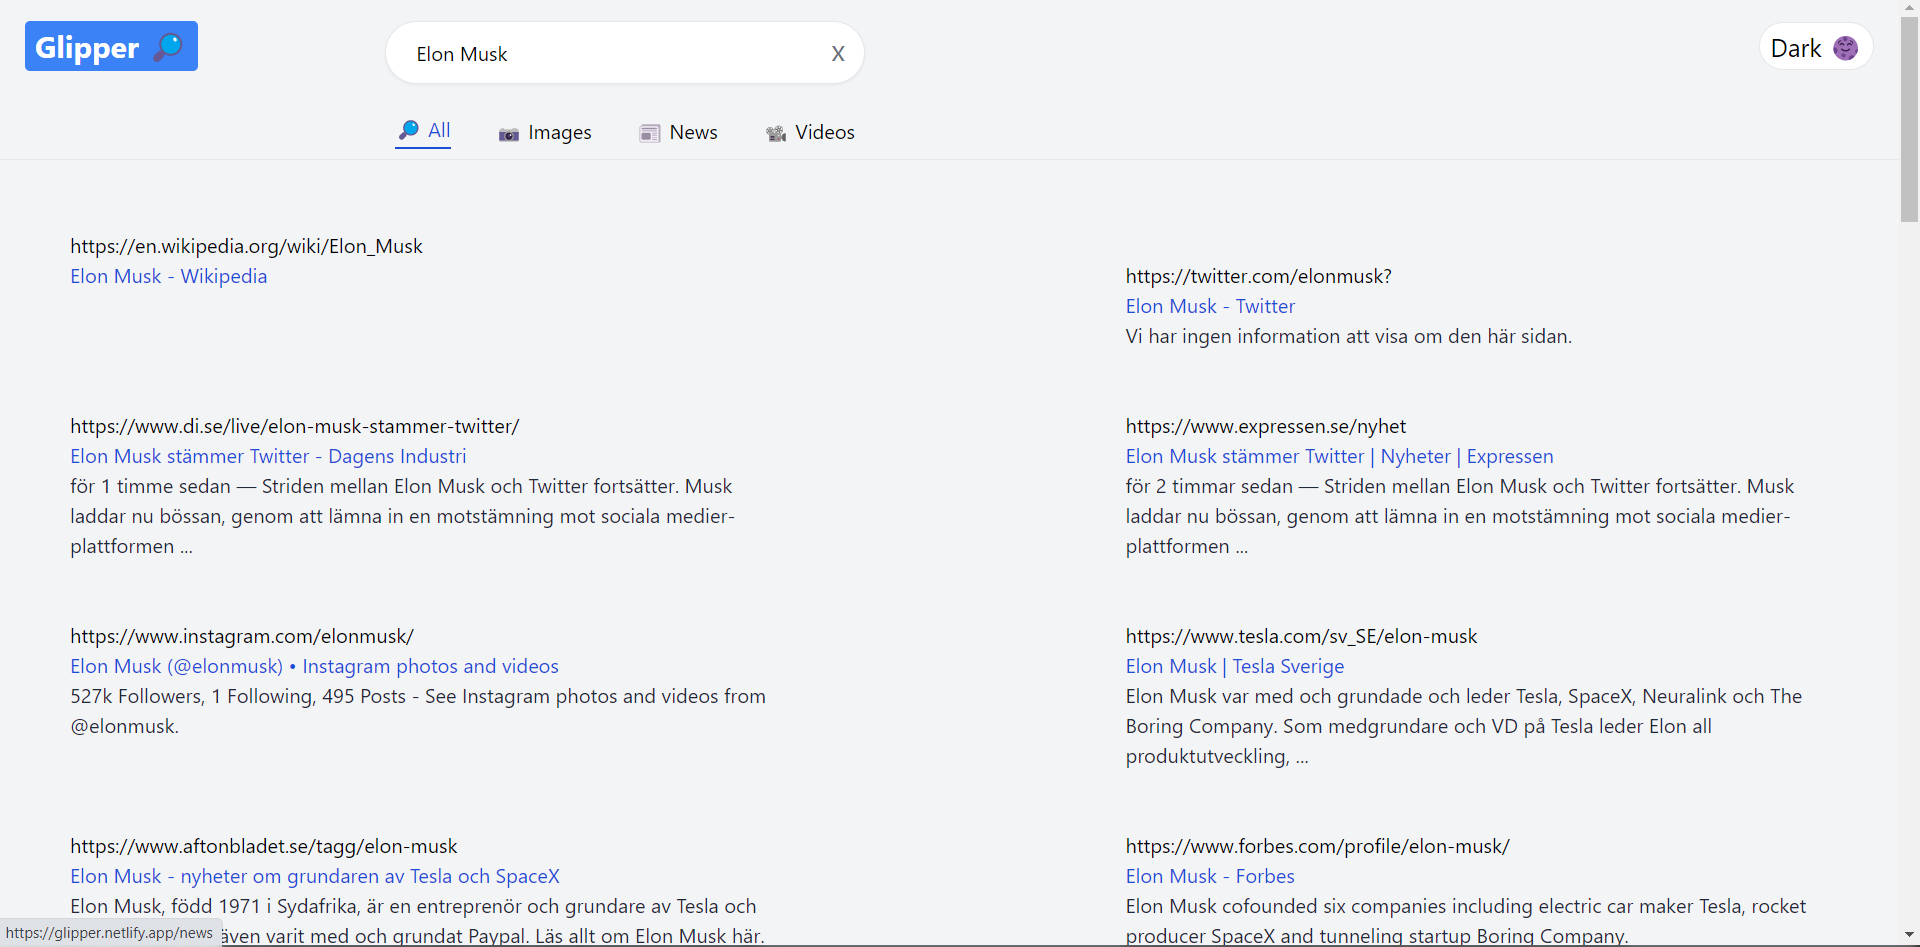 Glipper
Elon Musk
X
Dark
All
Images
News
Videos
https://en.wikipedia.org/wiki/Elon_Musk
Elon Musk - Wikipedia
https://twitter.com/elonmusk?
Elon Musk - Twitter
Vi har ingen information att visa om den här sidan.
https://www.di.se/live/elon-musk-stammer-twitter/
Elon Musk stämmer Twitter - Dagens Industri
för 1 timme sedan — Striden mellan Elon Musk och Twitter fortsätter. Musk
laddar nu bössan, genom att lämna in en motstämning mot sociala medier-
plattformen ...
https://www.expressen.se/nyhet
Elon Musk stämmer Twitter | Nyheter | Expressen
för 2 timmar sedan — Striden mellan Elon Musk och Twitter fortsätter. Musk
laddar nu bössan, genom att lämna in en motstämning mot sociala medier-
plattformen ...
https://www.instagram.com/elonmusk/
Elon Musk (@elonmusk) • Instagram photos and videos
527k Followers, 1 Following, 495 Posts - See Instagram photos and videos from
@elonmusk.
https://www.tesla.com/sv_SE/elon-musk
Elon Musk | Tesla Sverige
Elon Musk var med och grundade och leder Tesla, SpaceX, Neuralink och The
Boring Company. Som medgrundare och VD på Tesla leder Elon all
produktutveckling, ...
https://www.aftonbladet.se/tagg/elon-musk
Elon Musk - nyheter om grundaren av Tesla och SpaceX
Elon Musk, född 1971 i Sydafrika, är en entreprenör och grundare av Tesla och
även varit med och grundat Paypal. Läs allt om Elon Musk här.
https://www.forbes.com/profile/elon-musk/
Elon Musk - Forbes
Elon Musk cofounded six companies including electric car maker Tesla, rocket
producer SpaceX and tunneling startup Boring Company.
https://glipper.netlify.app/news